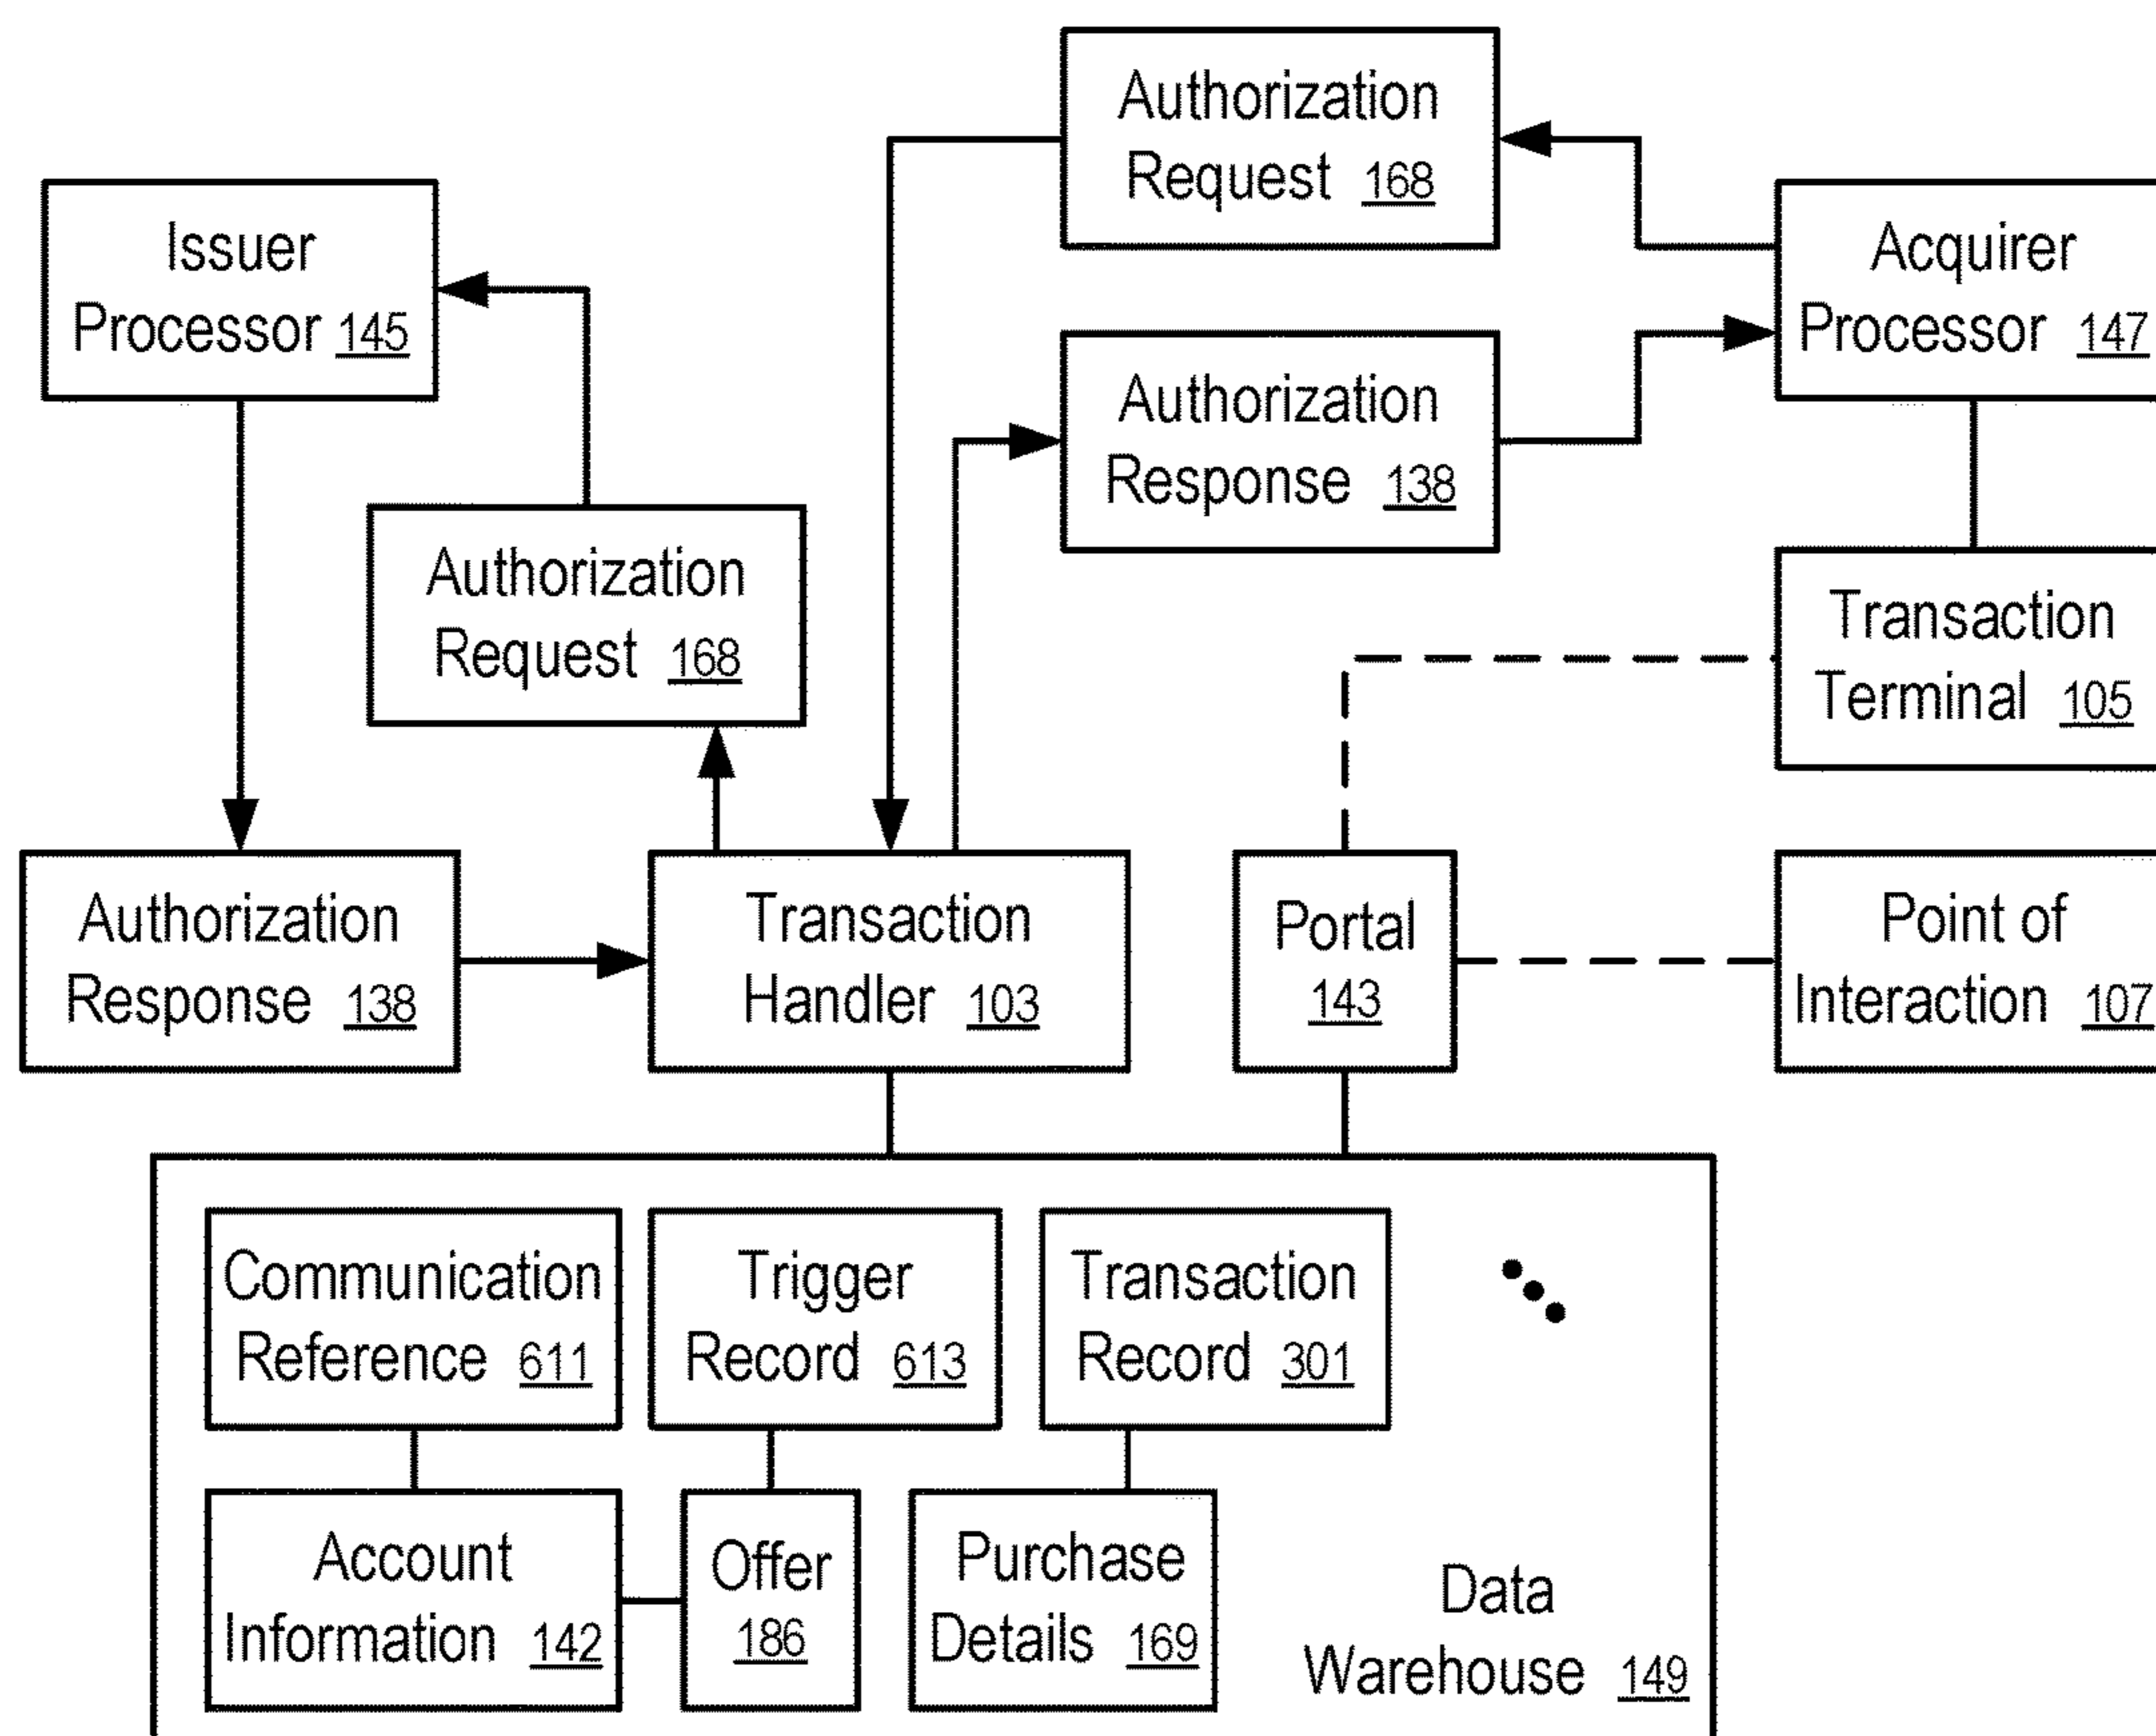 Authorization
Request 168
Issuer
Processor 145
Acquirer
Processor 147
Authorization
Response 138
Authorization
Request 168
Transaction
Terminal 105
Authorization
Response 138
Transaction
Handler 103
Portal
143
Point of
Interaction 107
Communication
Reference 611
Trigger
Record 613
Transaction
Record 301
Account
Information 142
Offer
186
Purchase
Details 169
Data
Warehouse 149